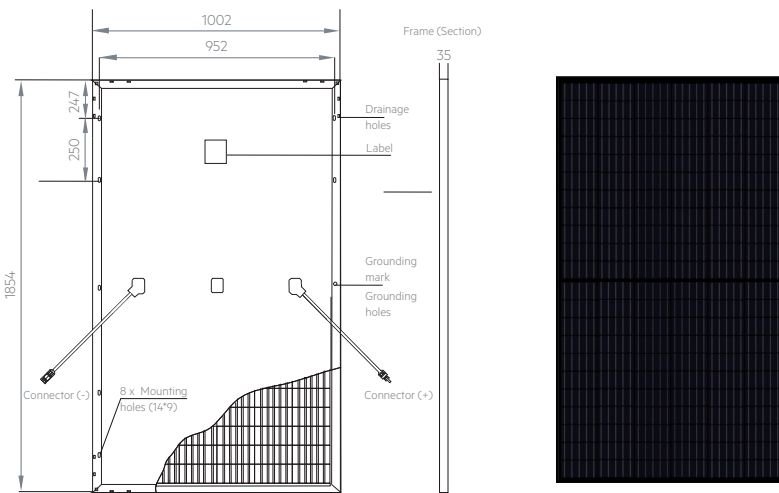 1002
952
Frame (Section)
35
247
250
1854
Drainage
holes
Label
Grounding
mark
Grounding
holes
Connector (-)
8 x Mounting
holes (14*9)
Connector (+)